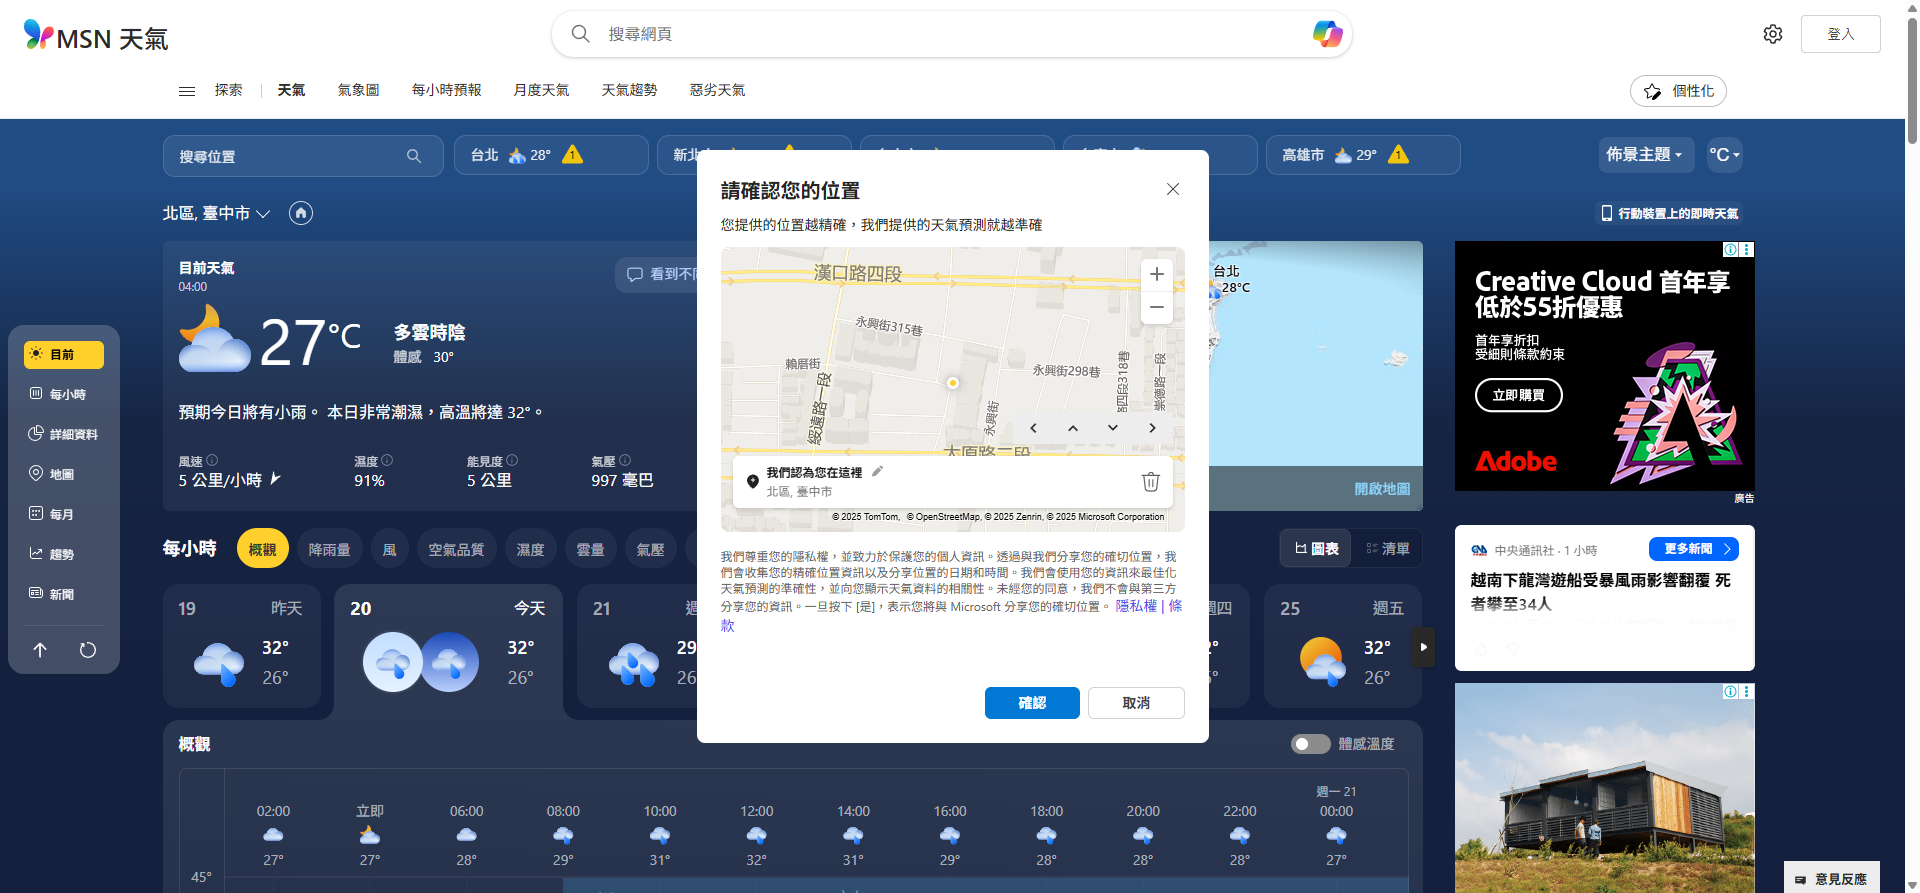 MSN 天氣
搜尋網頁
登入
探索
天氣
氣象圖
每小時預報
月度天氣
天氣趨勢
惡劣天氣
個性化
搜尋位置
台北 28° 1
高雄市 29° 1
佈景主題
°C
北區, 臺中市
行動裝置上的即時天氣
目前天氣
04:00
27°C
多雲時陰
體感 30°
預期今日將有小雨。 本日非常潮濕，高溫將達 32°。
風速
5 公里/小時
濕度
91%
能見度
5 公里
氣壓
997 毫巴
目前
每小時
詳細資料
地圖
每月
趨勢
新聞
請確認您的位置
您提供的位置越精確，我們提供的天氣預測就越準確
漢口路四段
永興街315巷
賴厝街
永興街298巷
綏遠路一段
永興街
崇德路一段
我們認為您在這裡
北區, 臺中市
© 2025 TomTom, © OpenStreetMap, © 2025 Zenrin, © 2025 Microsoft Corporation
我們尊重您的隱私權，並致力於保護您的個人資訊。透過與我們分享您的確切位置，我
們會收集您的精確位置資訊以及分享位置的日期和時間。我們會使用您的資訊來最佳化
天氣預測的準確性，並向您顯示天氣資料的相關性。未經您的同意，我們不會與第三方
分享您的資訊。一旦按下 [是]，表示您將與 Microsoft 分享您的確切位置。 隱私權 | 條
款
確認
取消
台北
28°C
開啟地圖
Creative Cloud 首年享
低於55折優惠
首年享折扣
受細則條款約束
立即購買
Adobe
廣告
每小時
概觀
降雨量
風
空氣品質
濕度
雲量
氣壓
圖表
清單
19 昨天
32°
26°
20 今天
32°
26°
21
25 週五
32°
26°
中央通訊社 · 1 小時
更多新聞
越南下龍灣遊船受暴風雨影響翻覆 死
者攀至34人
概觀
體感溫度
週一 21
02:00 立即 06:00 08:00 10:00 12:00 14:00 16:00 18:00 20:00 22:00 00:00
27° 27° 28° 29° 31° 32° 31° 29° 28° 28° 28° 27°
45°
意見反應